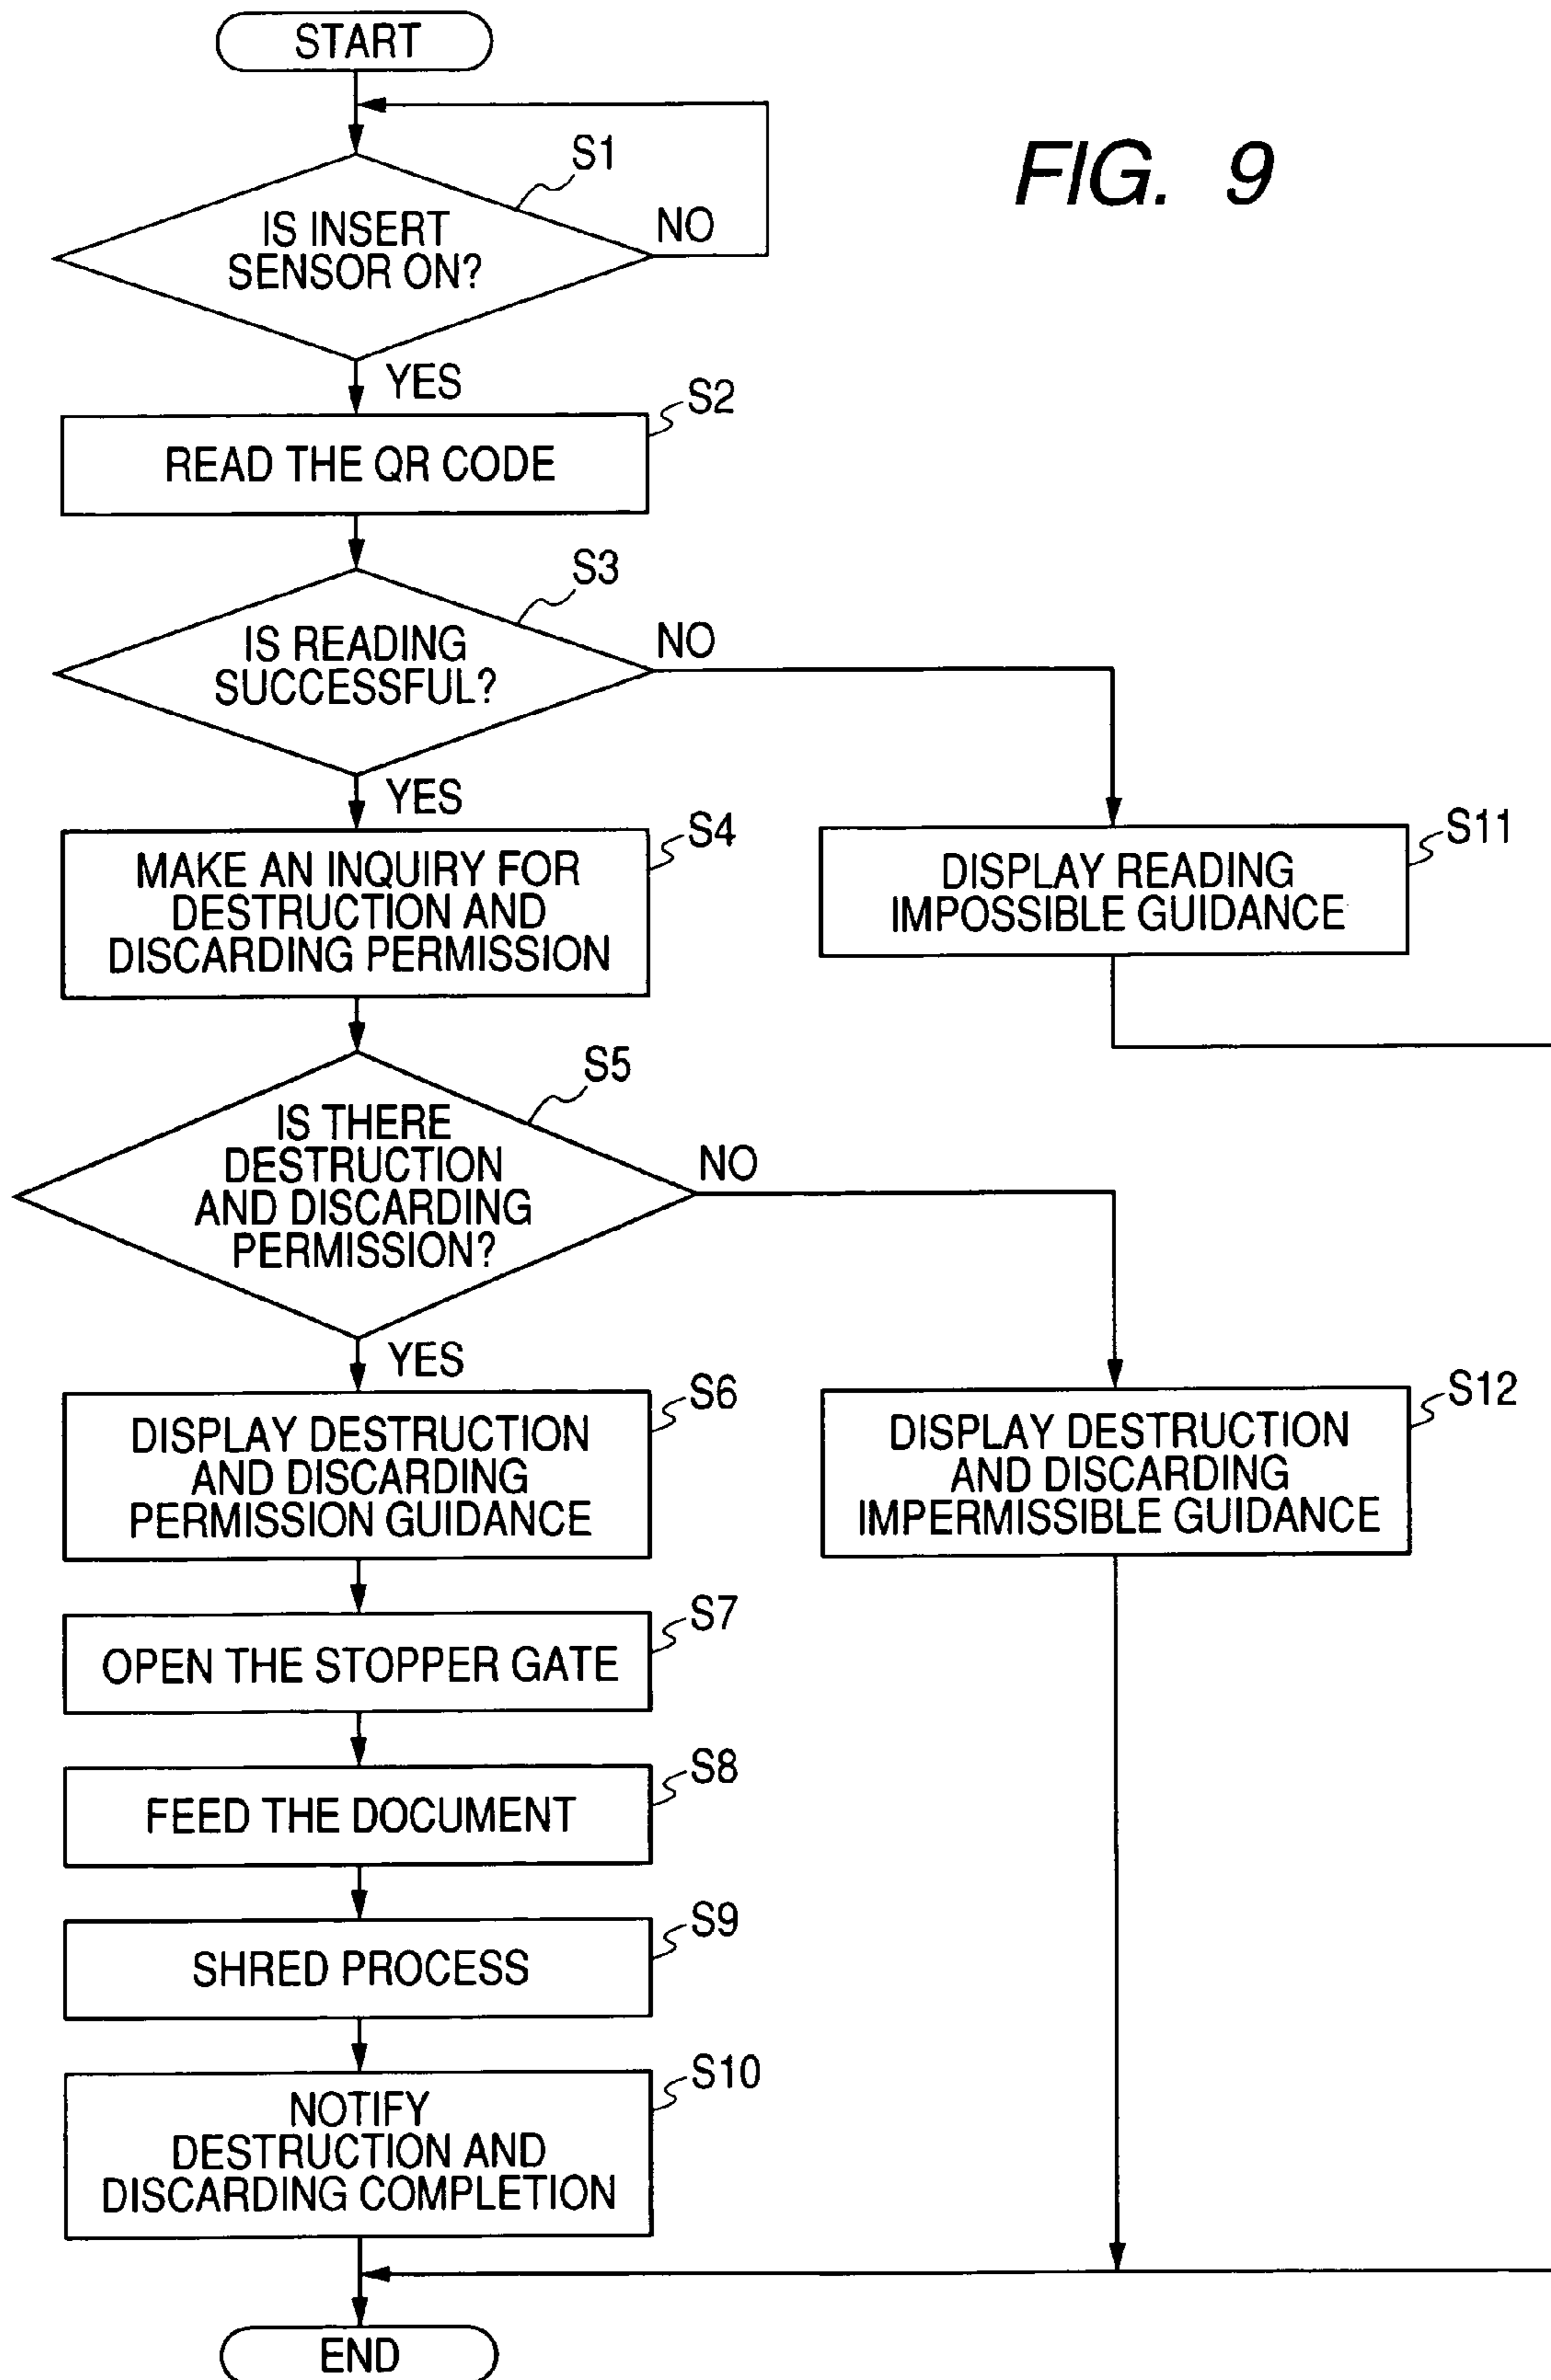 START
FIG. 9
S1
IS INSERT
SENSOR ON?
NO
YES
S2
READ THE QR CODE
S3
IS READING
SUCCESSFUL?
NO
YES
S4
MAKE AN INQUIRY FOR
DESTRUCTION AND
DISCARDING PERMISSION
S11
DISPLAY READING
IMPOSSIBLE GUIDANCE
S5
IS THERE
DESTRUCTION
AND DISCARDING
PERMISSION?
NO
YES
S6
DISPLAY DESTRUCTION
AND DISCARDING
PERMISSION GUIDANCE
S12
DISPLAY DESTRUCTION
AND DISCARDING
IMPERMISSIBLE GUIDANCE
S7
OPEN THE STOPPER GATE
S8
FEED THE DOCUMENT
S9
SHRED PROCESS
S10
NOTIFY
DESTRUCTION AND
DISCARDING COMPLETION
END